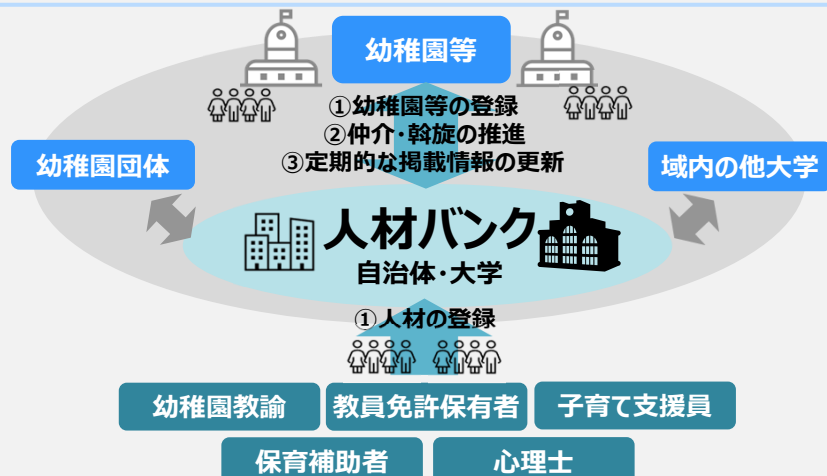 幼稚園等
①幼稚園等の登録
②仲介・斡旋の推進
③定期的な掲載情報の更新
幼稚園団体
域内の他大学
人材バンク
自治体・大学
①人材の登録
幼稚園教諭
教員免許保有者
子育て支援員
保育補助者
心理士